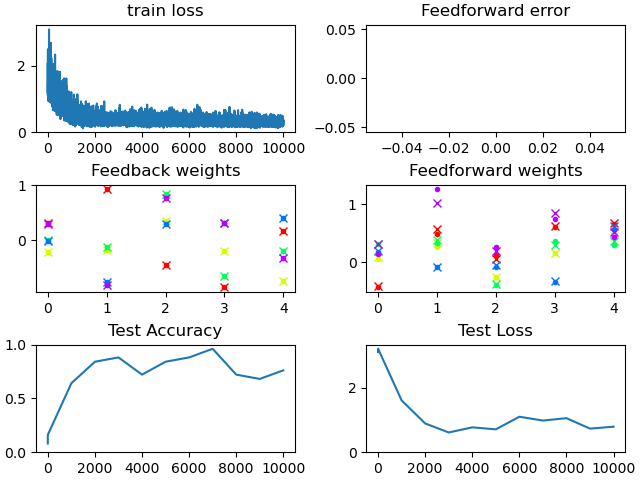 train loss
2
0
0 2000 4000 6000 8000 10000
Feedforward error
0.05
0.00
−0.05
−0.04 −0.02 0.00 0.02 0.04
Feedback weights
1
0
0 1 2 3 4
Feedforward weights
1
0
0 1 2 3 4
Test Accuracy
1.0
0.5
0.0
0 2000 4000 6000 8000 10000
Test Loss
2
0
0 2000 4000 6000 8000 10000